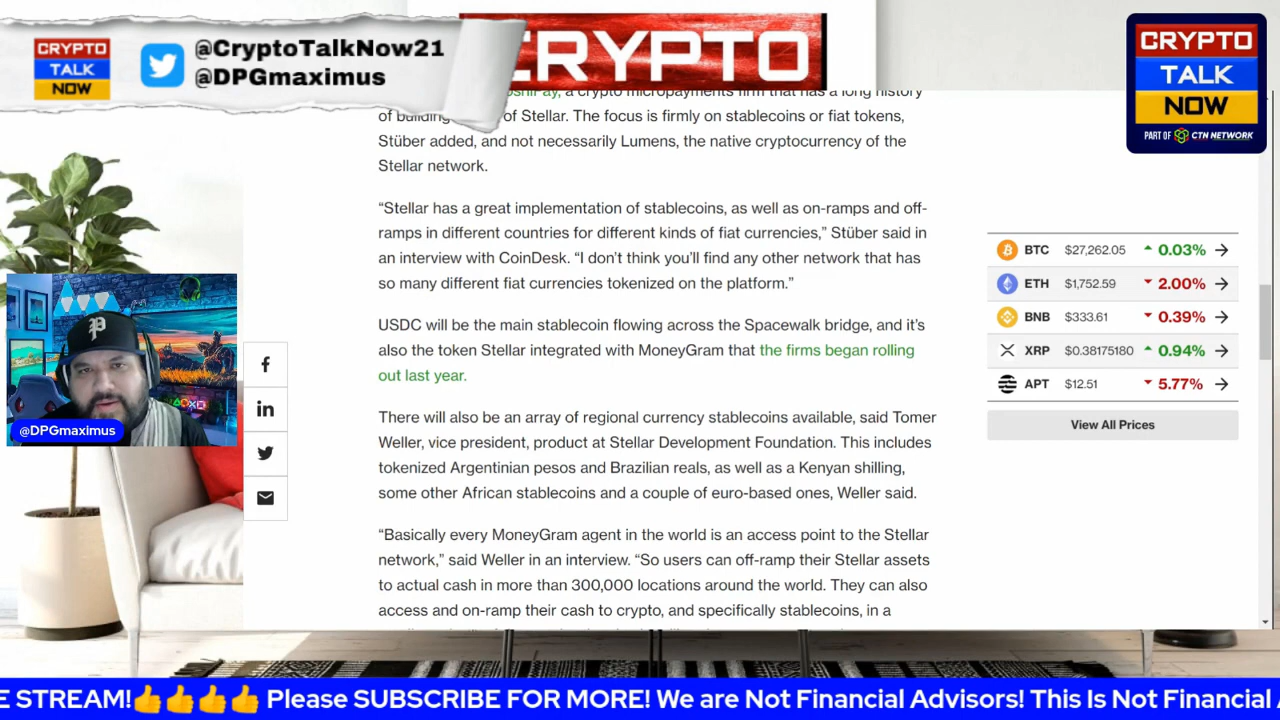 CRYPTO
TALK
NOW
@CryptoTalkNow21
@DPGmaximus
CRYPTO
CRYPTO
TALK
NOW
PART OF CTN NETWORK
a crypto micropayments firm that has a long history
of building of Stellar. The focus is firmly on stablecoins or fiat tokens,
Stüber added, and not necessarily Lumens, the native cryptocurrency of the
Stellar network.
“Stellar has a great implementation of stablecoins, as well as on-ramps and off-
ramps in different countries for different kinds of fiat currencies,” Stüber said in
an interview with CoinDesk. “I don’t think you’ll find any other network that has
so many different fiat currencies tokenized on the platform.”
USDC will be the main stablecoin flowing across the Spacewalk bridge, and it’s
also the token Stellar integrated with MoneyGram that the firms began rolling
out last year.
There will also be an array of regional currency stablecoins available, said Tomer
Weller, vice president, product at Stellar Development Foundation. This includes
tokenized Argentinian pesos and Brazilian reals, as well as a Kenyan shilling,
some other African stablecoins and a couple of euro-based ones, Weller said.
“Basically every MoneyGram agent in the world is an access point to the Stellar
network,” said Weller in an interview. “So users can off-ramp their Stellar assets
to actual cash in more than 300,000 locations around the world. They can also
access and on-ramp their cash to crypto, and specifically stablecoins, in a
BTC $27,262.05 0.03%
ETH $1,752.59 2.00%
BNB $333.61 0.39%
XRP $0.38175180 0.94%
APT $12.51 5.77%
View All Prices
P
@DPGmaximus
E STREAM!👍👍👍👍 Please SUBSCRIBE FOR MORE! We are Not Financial Advisors! This Is Not Financial